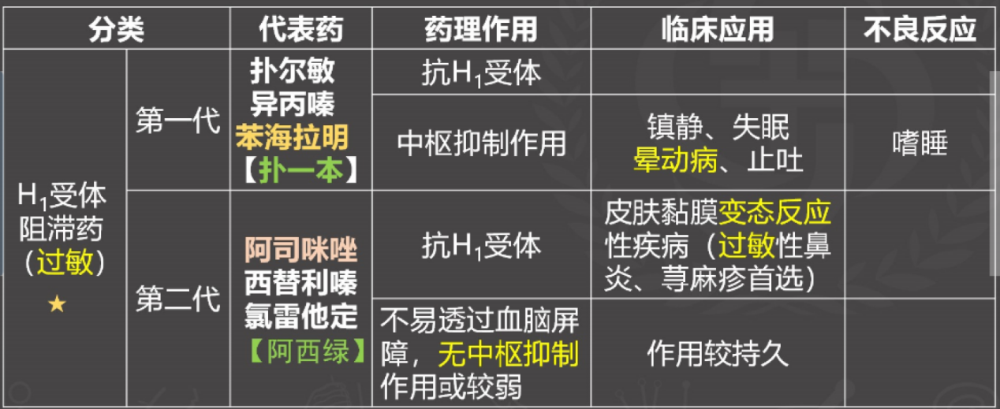 分类 代表药 药理作用 临床应用 不良反应
H₁受体
阻滞药
（过敏）
★
第一代
扑尔敏
异丙嗪
苯海拉明
【扑一本】
抗H₁受体
中枢抑制作用
镇静、失眠
晕动病、止吐
嗜睡
第二代
阿司咪唑
西替利嗪
氯雷他定
【阿西绿】
抗H₁受体
皮肤黏膜变态反应
性疾病（过敏性鼻
炎、荨麻疹首选）
不易透过血脑屏
障，无中枢抑制
作用或较弱
作用较持久